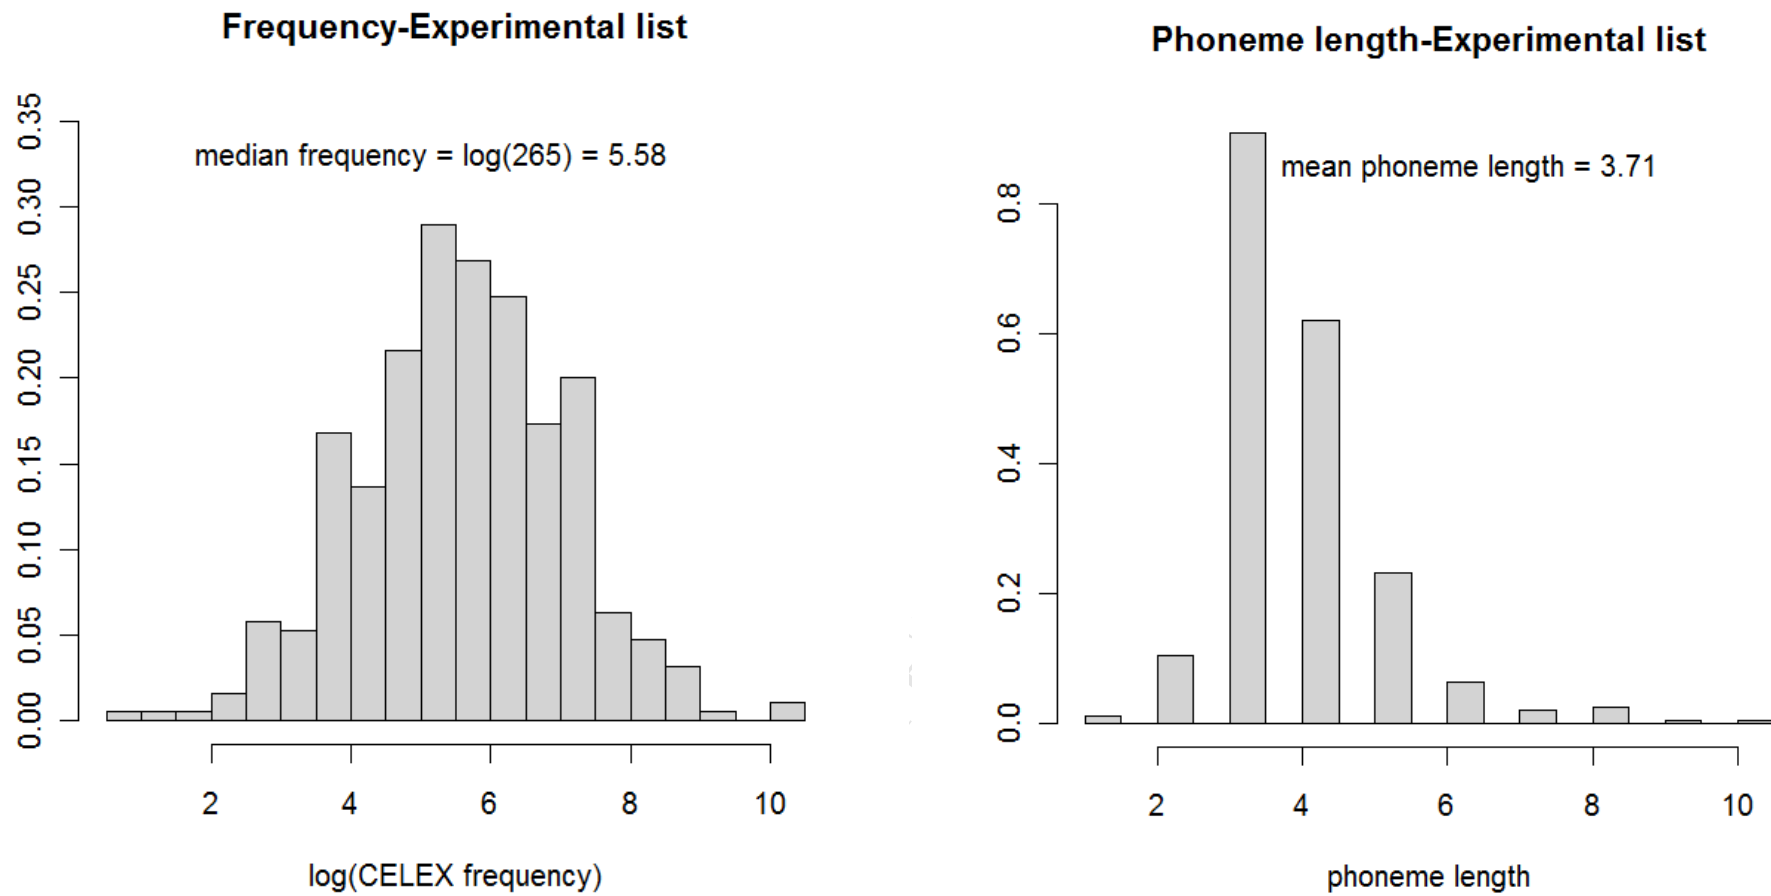 Frequency-Experimental list
median frequency = log(265) = 5.58
0.35
0.30
0.25
0.20
0.15
0.10
0.05
0.00
2 4 6 8 10
log(CELEX frequency)
Phoneme length-Experimental list
mean phoneme length = 3.71
0.8
0.6
0.4
0.2
0.0
2 4 6 8 10
phoneme length